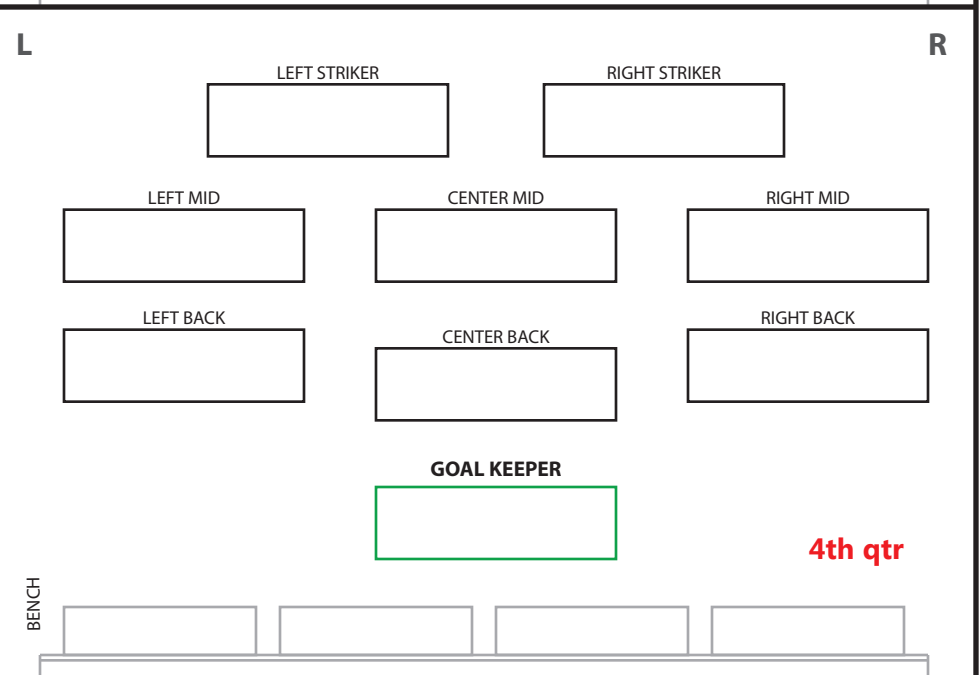 L
R
LEFT STRIKER
RIGHT STRIKER
LEFT MID
CENTER MID
RIGHT MID
LEFT BACK
CENTER BACK
RIGHT BACK
GOAL KEEPER
4th qtr
BENCH